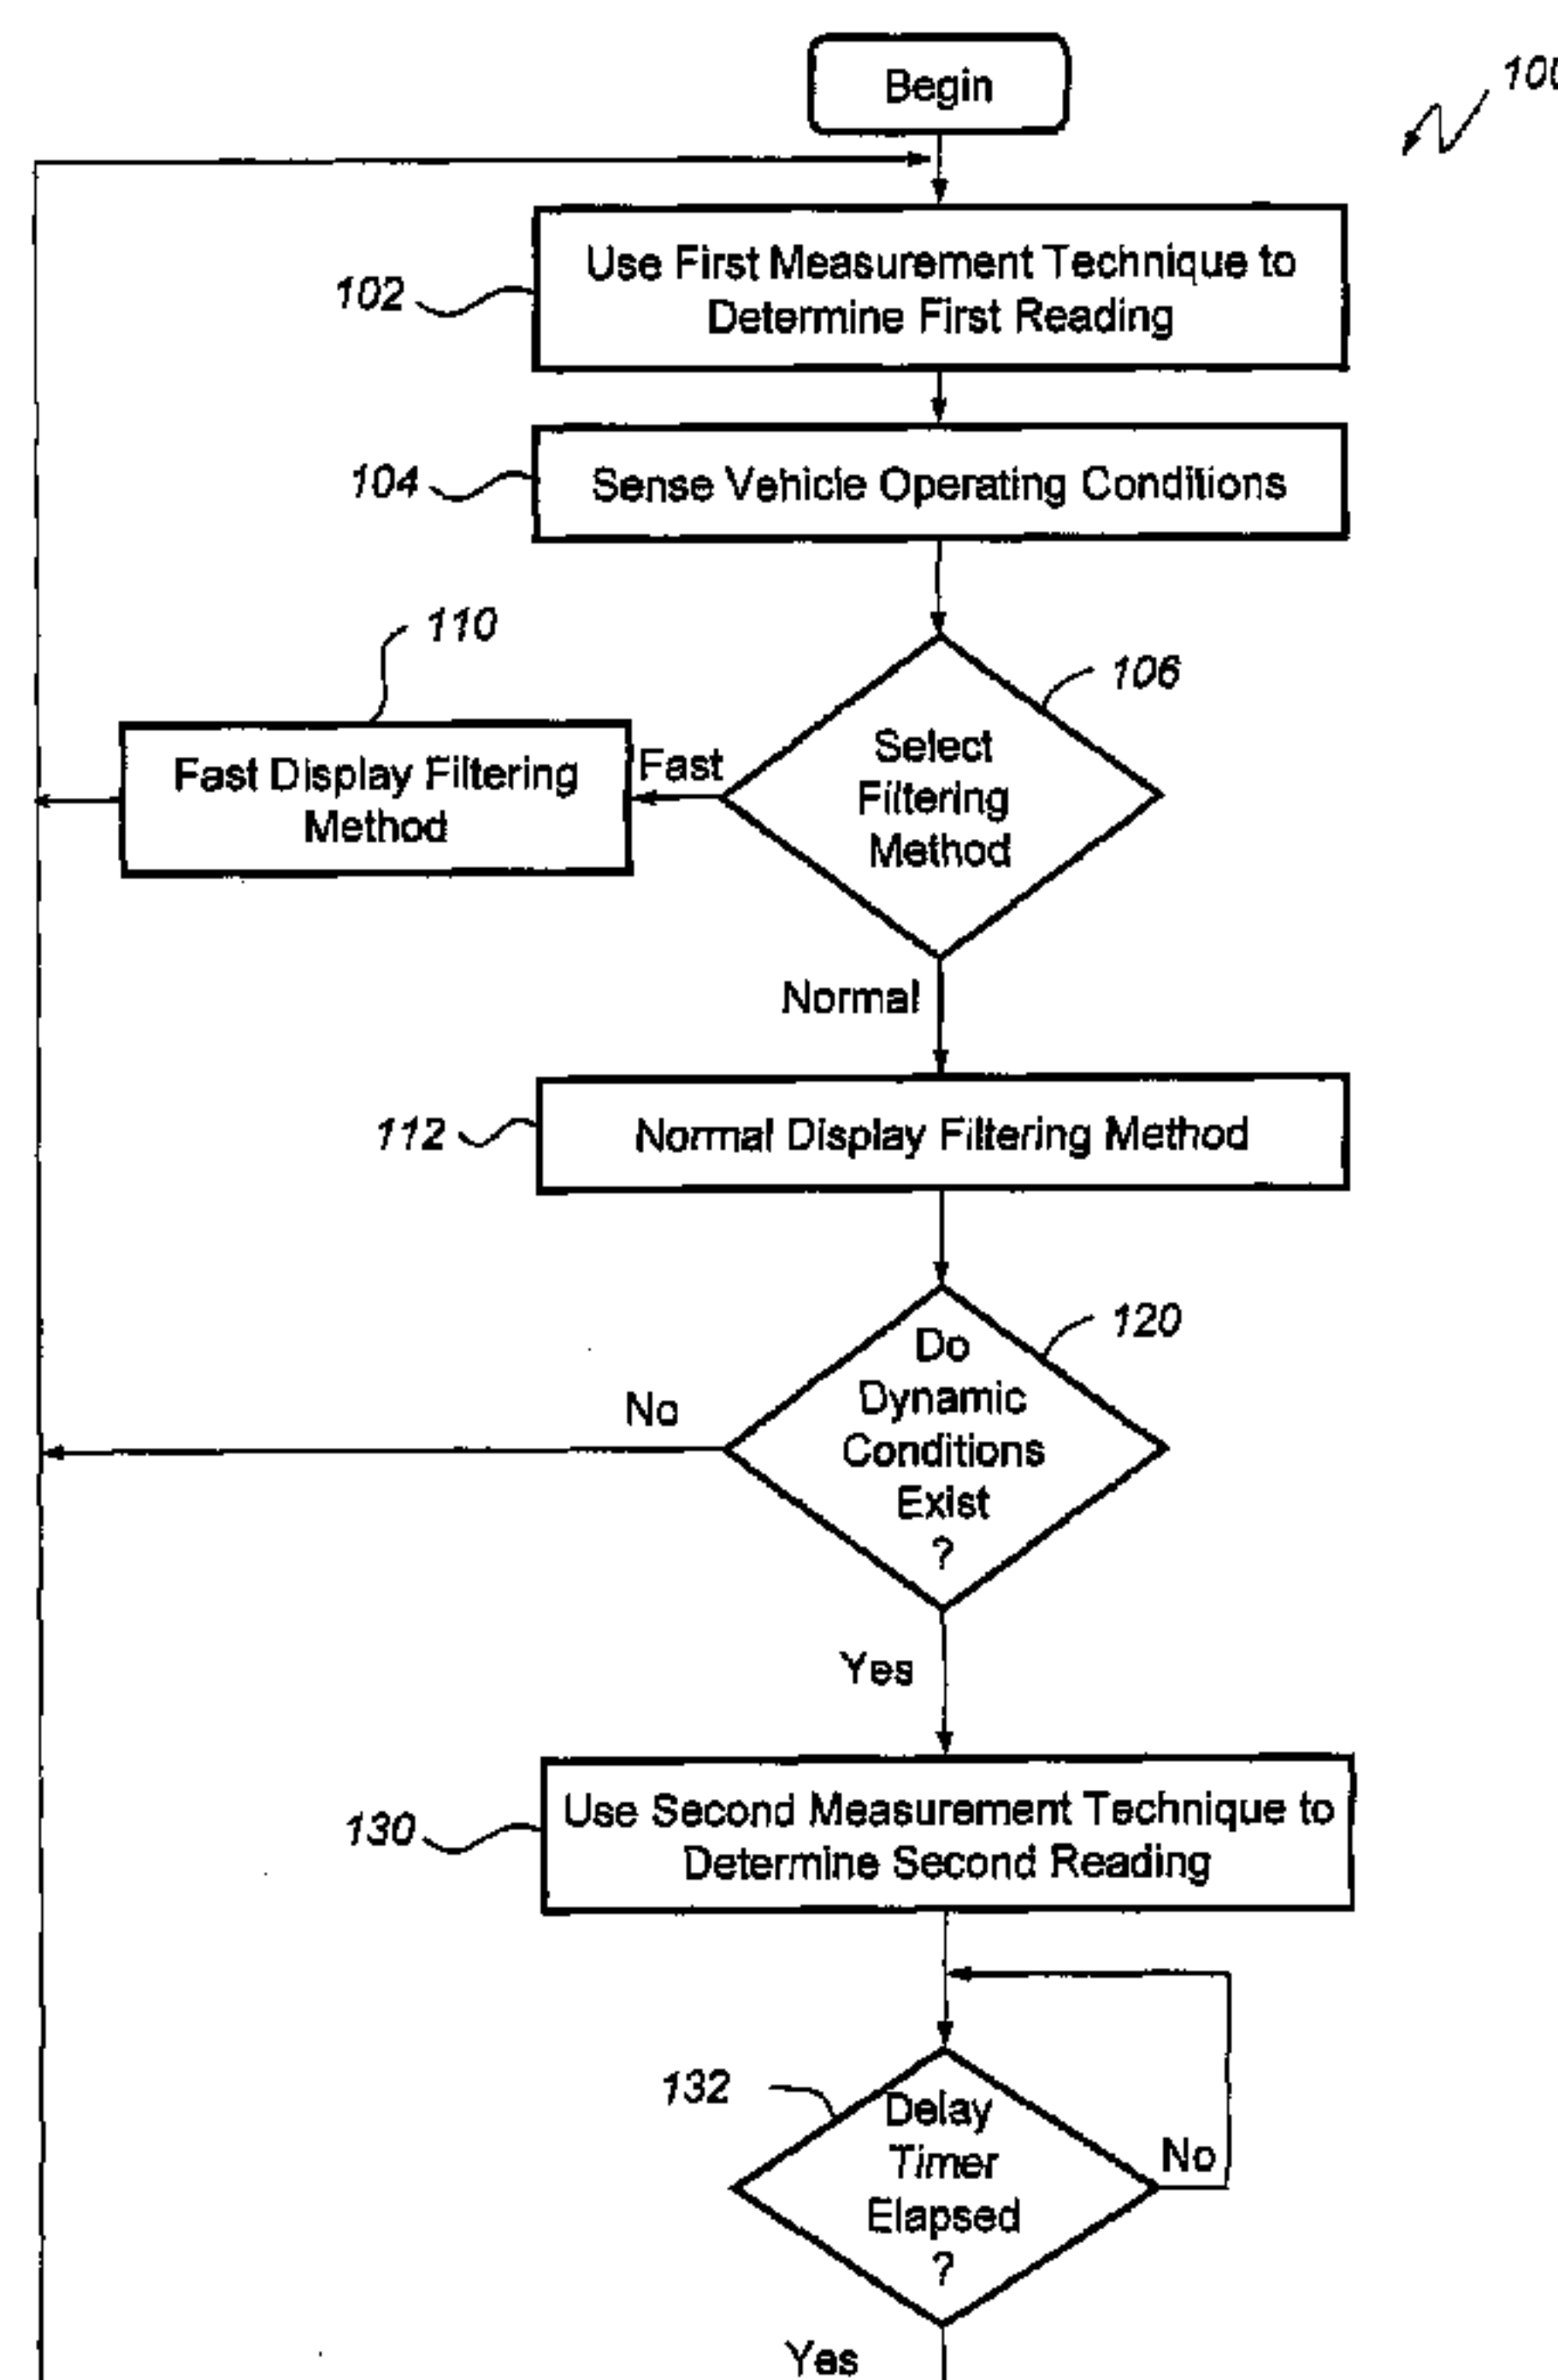 Begin
100
Use First Measurement Technique to
Determine First Reading
102
Sense Vehicle Operating Conditions
104
110
106
Select
Filtering
Method
Fast
Fast Display Filtering
Method
Normal
112
Normal Display Filtering Method
120
Do
Dynamic
Conditions
Exist
?
No
Yes
130
Use Second Measurement Technique to
Determine Second Reading
132
Delay
Timer
Elapsed
?
No
Yes